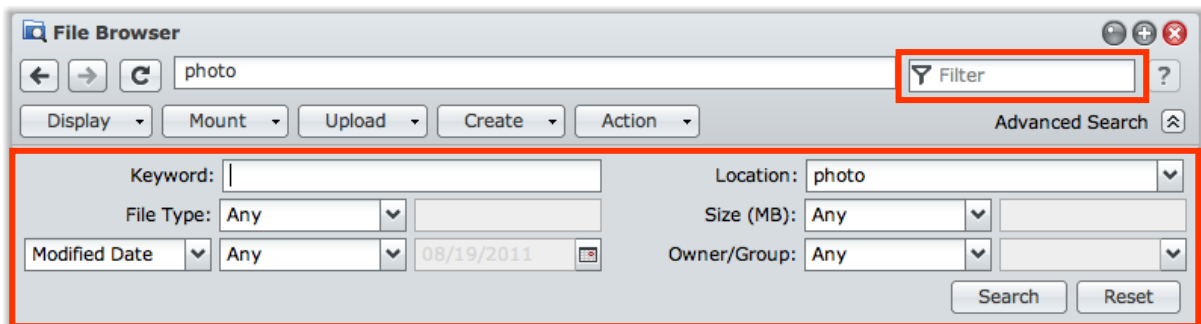 File Browser
photo
Filter
?
Display Mount Upload Create Action Advanced Search
Keyword: Location: photo
File Type: Any Size (MB): Any
Modified Date Any 08/19/2011 Owner/Group: Any
Search Reset